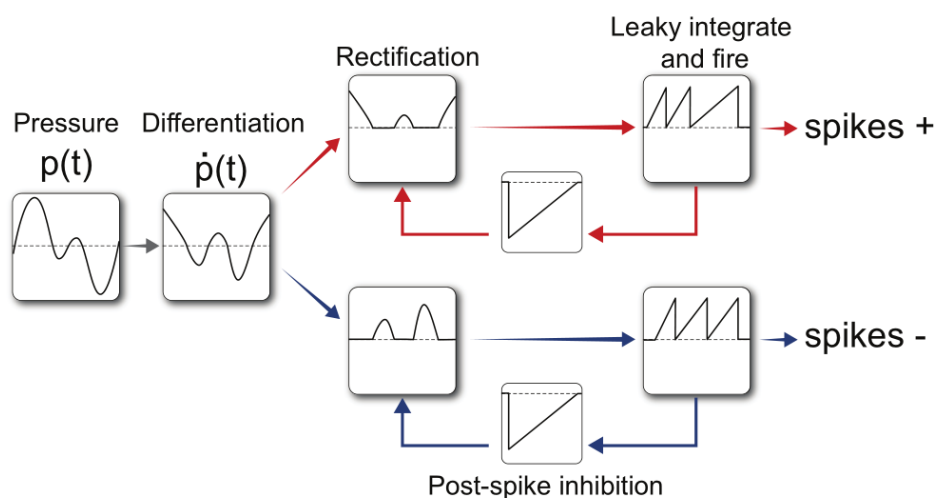 Leaky integrate
and fire
Rectification
Pressure
Differentiation
p(t)
ṗ(t)
spikes +
spikes -
Post-spike inhibition